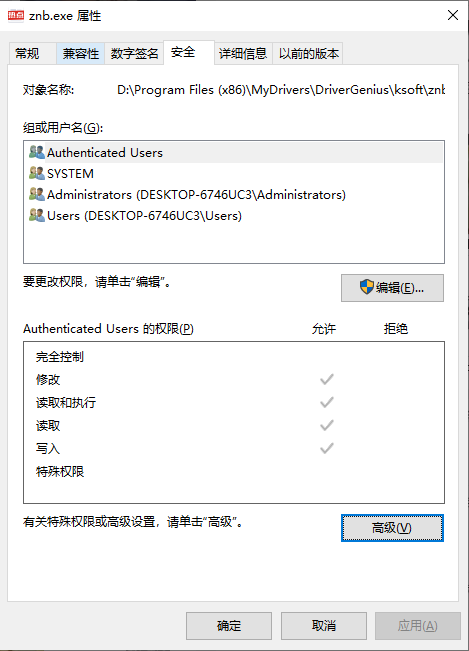 热点 znb.exe 属性
常规 兼容性 数字签名 安全 详细信息 以前的版本
对象名称: D:\Program Files (x86)\MyDrivers\DriverGenius\ksoft\znb
组或用户名(G):
Authenticated Users
SYSTEM
Administrators (DESKTOP-6746UC3\Administrators)
Users (DESKTOP-6746UC3\Users)
要更改权限，请单击"编辑"。 编辑(E)...
Authenticated Users 的权限(P) 允许 拒绝
完全控制
修改
读取和执行
读取
写入
特殊权限
有关特殊权限或高级设置，请单击"高级"。 高级(V)
确定 取消 应用(A)